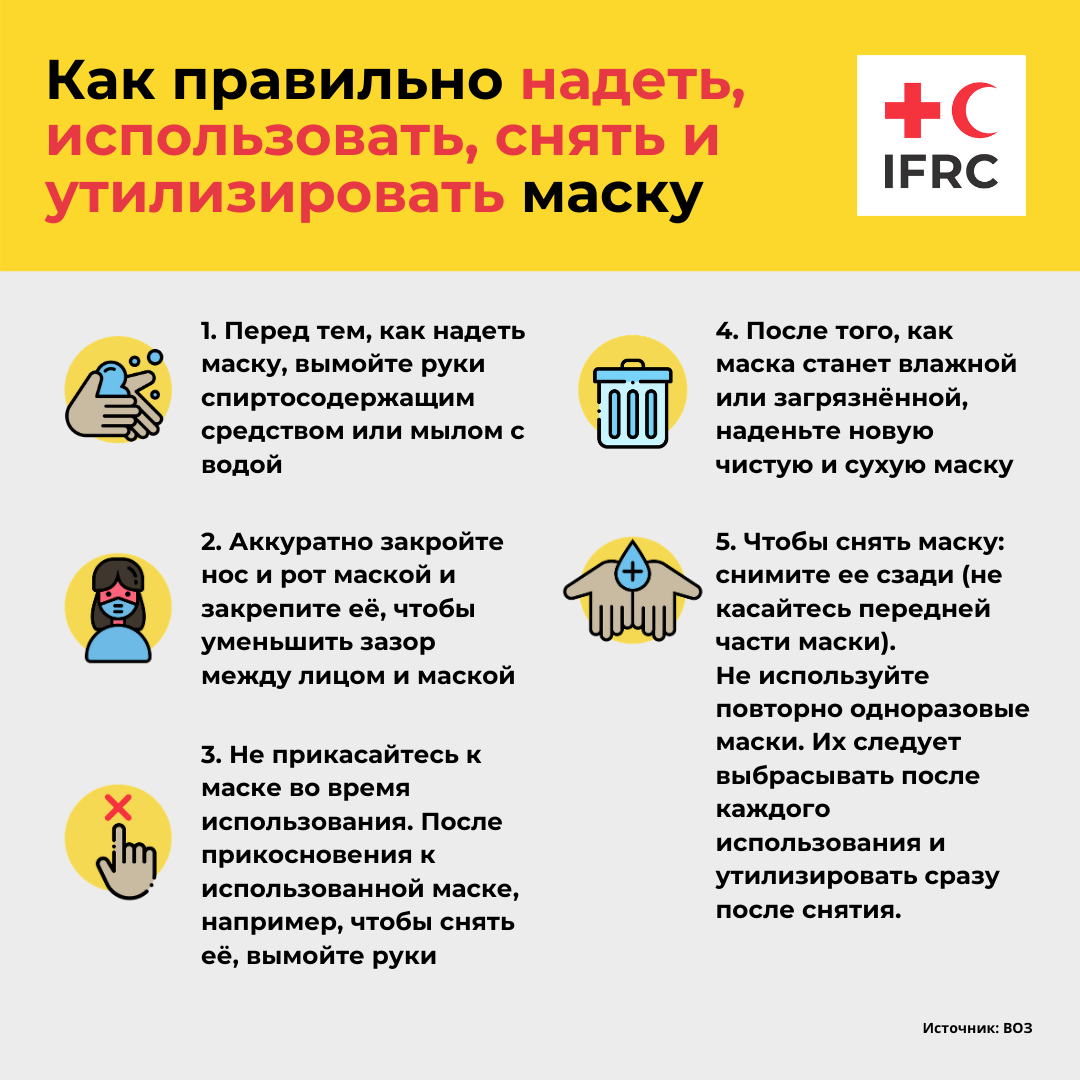 Как правильно надеть,
использовать, снять и
утилизировать маску
IFRC
1. Перед тем, как надеть
маску, вымойте руки
спиртосодержащим
средством или мылом с
водой
2. Аккуратно закройте
нос и рот маской и
закрепите её, чтобы
уменьшить зазор
между лицом и маской
3. Не прикасайтесь к
маске во время
использования. После
прикосновения к
использованной маске,
например, чтобы снять
её, вымойте руки
4. После того, как
маска станет влажной
или загрязнённой,
наденьте новую
чистую и сухую маску
5. Чтобы снять маску:
снимите ее сзади (не
касайтесь передней
части маски).
Не используйте
повторно одноразовые
маски. Их следует
выбрасывать после
каждого
использования и
утилизировать сразу
после снятия.
Источник: ВОЗ